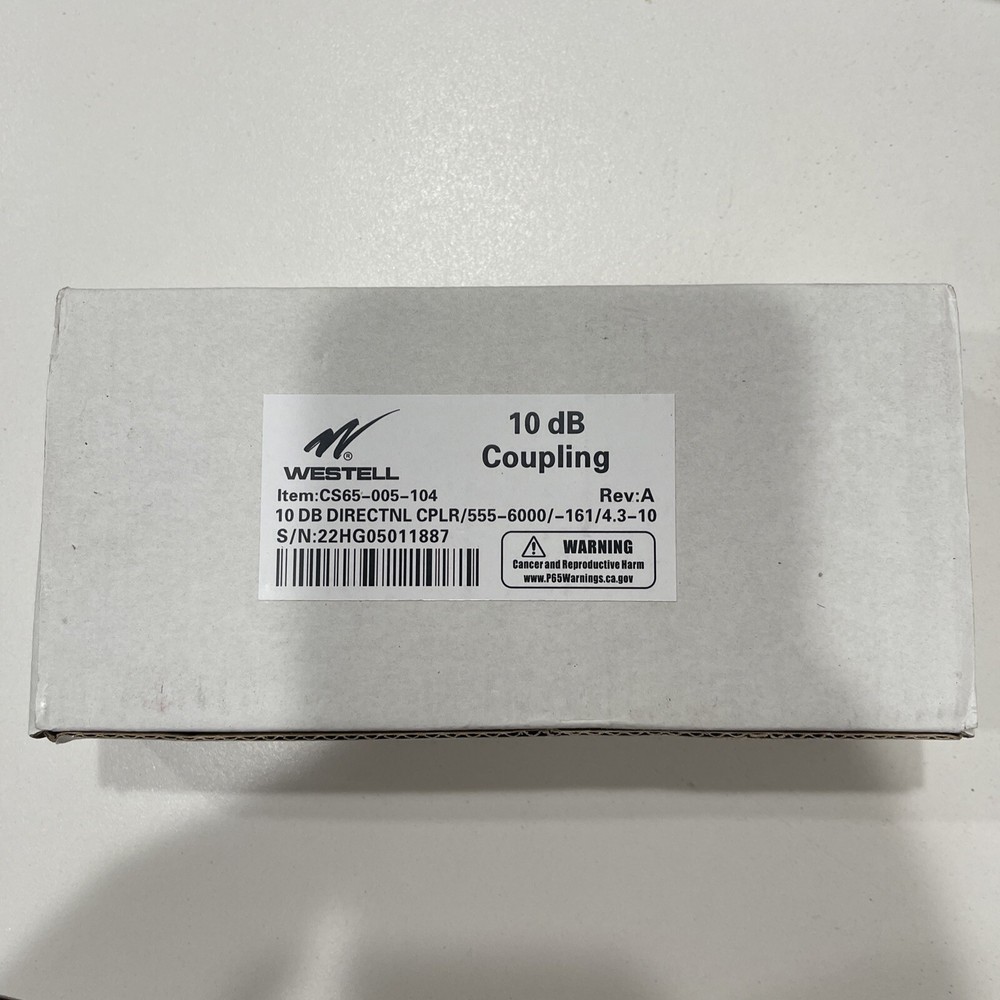 10 dB
Coupling
®
WESTELL
Item:CS65-005-104 Rev:A
10 DB DIRECTNL CPLR/555-6000/-161/4.3-10
S/N:22HG05011887
WARNING
Cancer and Reproductive Harm
www.P65Warnings.ca.gov